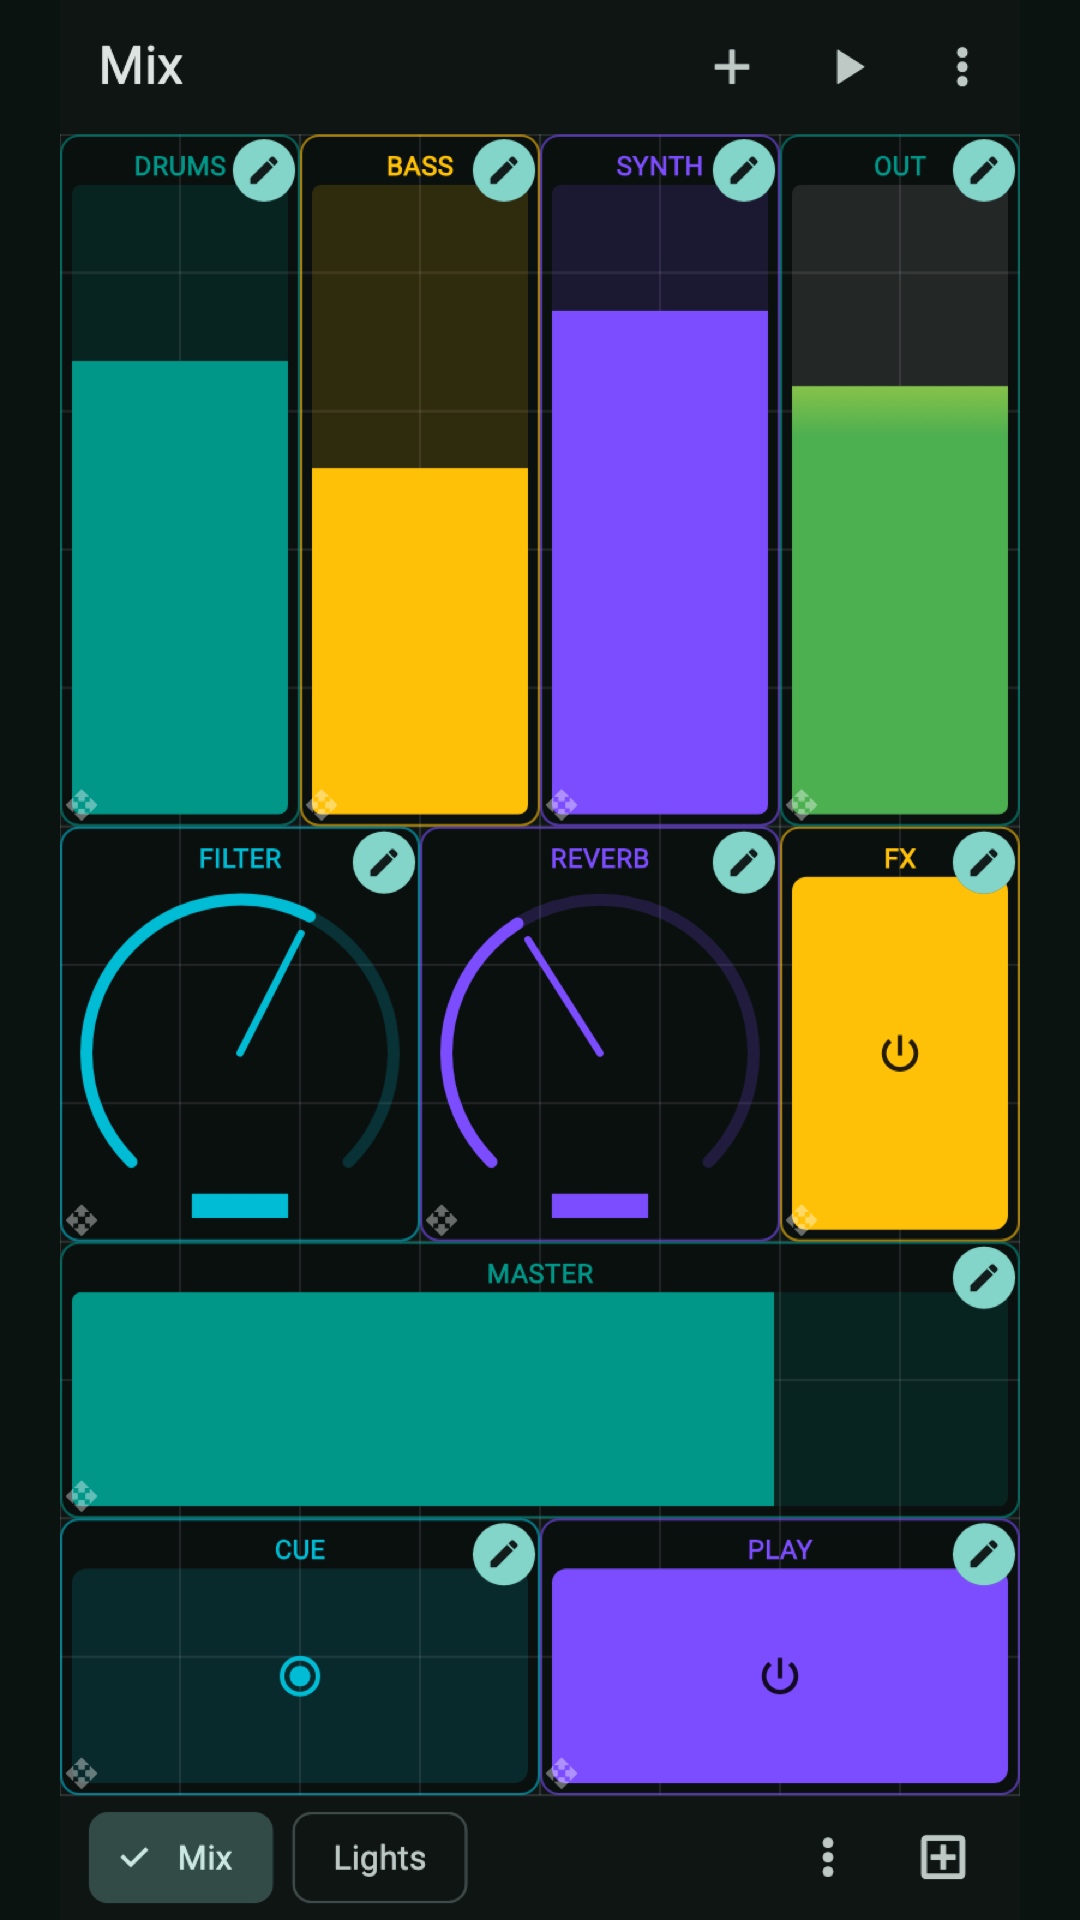 Mix
DRUMS
BASS
SYNTH
OUT
FILTER
REVERB
FX
MASTER
CUE
PLAY
Mix
Lights